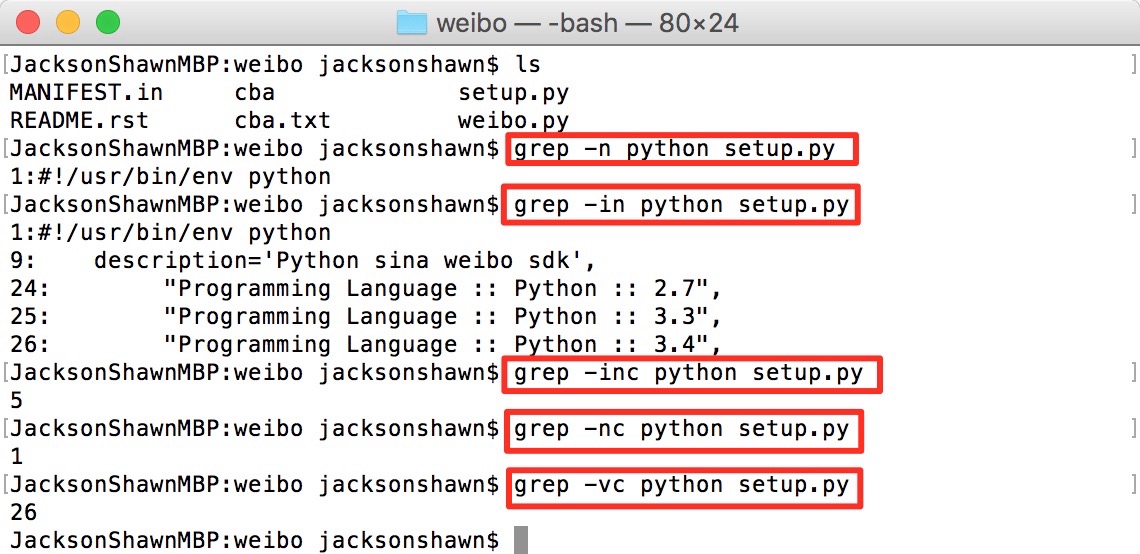 weibo — -bash — 80×24
[JacksonShawnMBP:weibo jacksonshawn$ ls ]
MANIFEST.in     cba             setup.py
README.rst      cba.txt         weibo.py
[JacksonShawnMBP:weibo jacksonshawn$ grep -n python setup.py ]
1:#!/usr/bin/env python
[JacksonShawnMBP:weibo jacksonshawn$ grep -in python setup.py ]
1:#!/usr/bin/env python
9:    description='Python sina weibo sdk',
24:        "Programming Language :: Python :: 2.7",
25:        "Programming Language :: Python :: 3.3",
26:        "Programming Language :: Python :: 3.4",
[JacksonShawnMBP:weibo jacksonshawn$ grep -inc python setup.py ]
5
[JacksonShawnMBP:weibo jacksonshawn$ grep -nc python setup.py ]
1
[JacksonShawnMBP:weibo jacksonshawn$ grep -vc python setup.py ]
26
JacksonShawnMBP:weibo jacksonshawn$